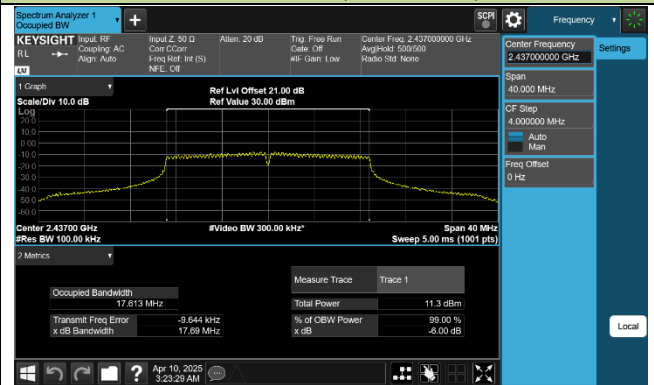 Spectrum Analyzer 1
Occupied BW
SCPI
Frequency
KEYSIGHT
RL
LXI
Input: RF
Coupling: AC
Align: Auto
Input Z: 50 Ω
Corr CCorr
Freq Ref: Int (S)
NFE: Off
Atten: 20 dB
Trig: Free Run
Gate: Off
#IF Gain: Low
Center Freq: 2.437000000 GHz
Avg|Hold: 500/500
Radio Std: None
Center Frequency
2.437000000 GHz
Settings
Span
40.000 MHz
CF Step
4.000000 MHz
Auto
Man
Freq Offset
0 Hz
Local
1 Graph
Scale/Div 10.0 dB
Ref Lvl Offset 21.00 dB
Ref Value 30.00 dBm
Log
20.0
10.0
0.00
-10.0
-20.0
-30.0
-40.0
-50.0
-60.0
Center 2.43700 GHz
#Res BW 100.00 kHz
#Video BW 300.00 kHz*
Span 40 MHz
Sweep 5.00 ms (1001 pts)
2 Metrics
Measure Trace Trace 1
Occupied Bandwidth
17.613 MHz
Total Power 11.3 dBm
Transmit Freq Error -9.644 kHz
% of OBW Power 99.00 %
x dB Bandwidth 17.69 MHz
x dB -6.00 dB
Apr 10, 2025
3:23:29 AM